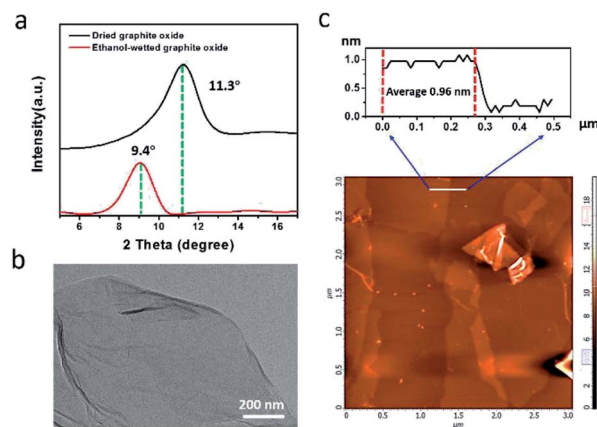 a
Dried graphite oxide
Ethanol-wetted graphite oxide
Intensity(a.u.)
11.3°
9.4°
6 8 10 12 14 16
2 Theta (degree)
b
200 nm
c
nm
1.0
0.5
0.0
Average 0.96 nm
0.0 0.1 0.2 0.3 0.4 0.5 μm
3.0
2.5
2.0
μm
1.5
1.0
0.5
0
0 0.5 1.0 1.5 2.0 2.5 3.0
μm
18
16
14
12
10
8
6
4
2
0